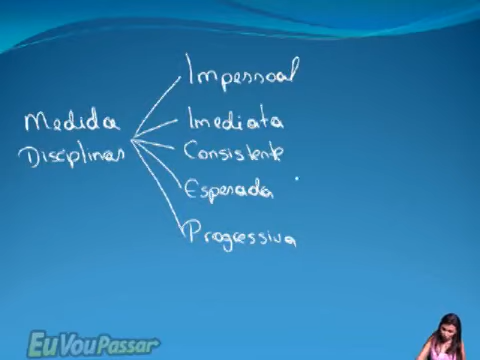 Impessoal
Medida
Disciplinar
Imediata
Consistente
Esperada
Progressiva
EuVouPassar